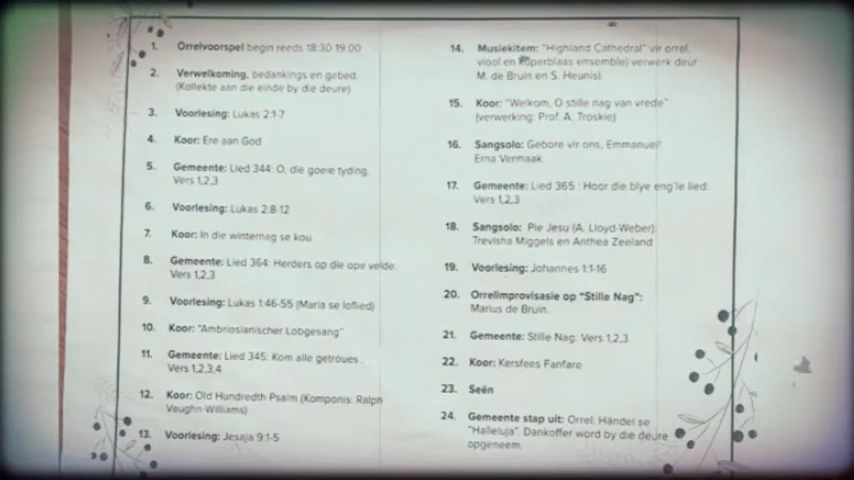 1. Orrelvoorspel begin reeds 18:30-19:00
2. Verwelkoming, bedankings en gebed.
(Kollekte aan die einde by die deure).
3. Voorlesing: Lukas 2:1-7
4. Koor: Ere aan God
5. Gemeente: Lied 344: O, die goeie tyding.
Vers 1,2,3
6. Voorlesing: Lukas 2:8-12
7. Koor: In die winternag se kou.
8. Gemeente: Lied 364: Herders op die ope velde:
Vers 1,2,3
9. Voorlesing: Lukas 1:46-55 (Maria se loflied)
10. Koor: "Ambriosianischer Lobgesang"
11. Gemeente: Lied 345: Kom alle getroues.
Vers 1,2,3,4
12. Koor: Old Hundredth Psalm (Komponis: Ralph
Vaughn-Williams)
13. Voorlesing: Jesaja 9:1-5
14. Musiekitem: "Highland Cathedral" vir orrel,
viool en koperblaas ensemble) verwerk deur
M. de Bruin en S. Heunis).
15. Koor: "Welkom, O stille nag van vrede"
(verwerking: Prof. A. Troskie)
16. Sangsolo: Gebore vir ons, Emmanuel!
Erna Vermaak.
17. Gemeente: Lied 365 : Hoor die blye eng'le lied:
Vers 1,2,3
18. Sangsolo: Pie Jesu (A. Lloyd-Weber):
Trevisha Miggels en Anthea Zeeland
19. Voorlesing: Johannes 1:1-16
20. Orrelimprovisasie op "Stille Nag":
Marius de Bruin.
21. Gemeente: Stille Nag: Vers 1,2,3
22. Koor: Kersfees Fanfare
23. Seën
24. Gemeente stap uit: Orrel: Händel se
"Halleluja". Dankoffer word by die deure
opgeneem.